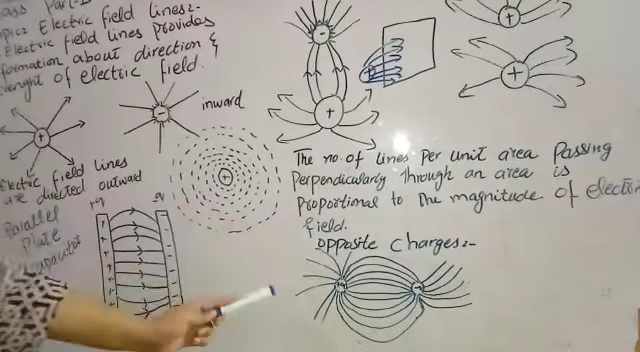 Topic: Electric field lines:-
Electric field lines provides
information about direction &
of electric field.
inward
Electric field lines
are directed outward
Parallel
Plate
The no. of lines per unit area passing
perpendicularly through an area is
proportional to the magnitude of electric
field.
opposite charges:-